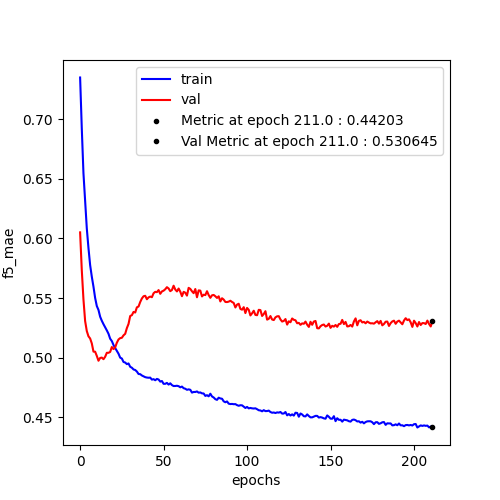 train
val
Metric at epoch 211.0 : 0.44203
Val Metric at epoch 211.0 : 0.530645
0.70
0.65
0.60
0.55
0.50
0.45
f5_mae
0 50 100 150 200
epochs